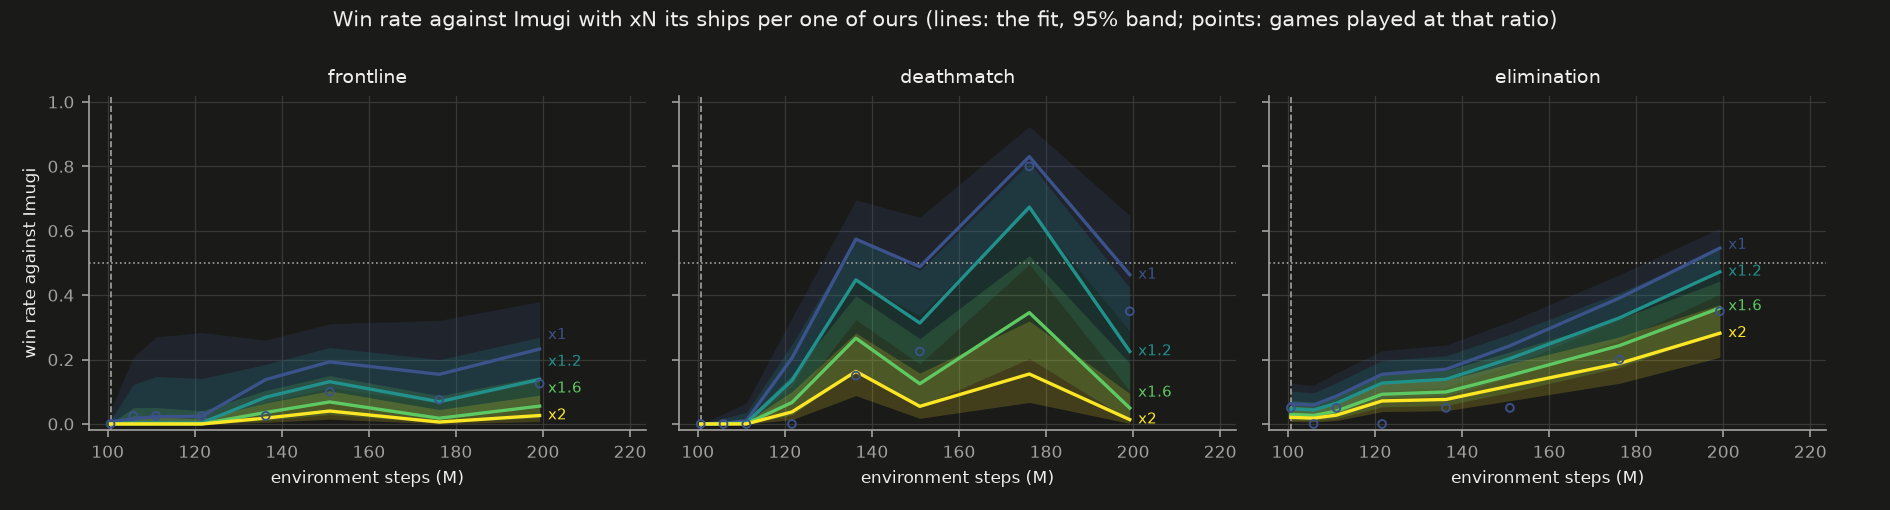 Win rate against Imugi with xN its ships per one of ours (lines: the fit, 95% band; points: games played at that ratio)
frontline
deathmatch
elimination
win rate against Imugi
1.0
0.8
0.6
0.4
0.2
0.0
x1
x1.2
x1.6
x2
x1
x1.2
x1.6
x2
x1
x1.2
x1.6
x2
100 120 140 160 180 200 220
100 120 140 160 180 200 220
100 120 140 160 180 200 220
environment steps (M)
environment steps (M)
environment steps (M)